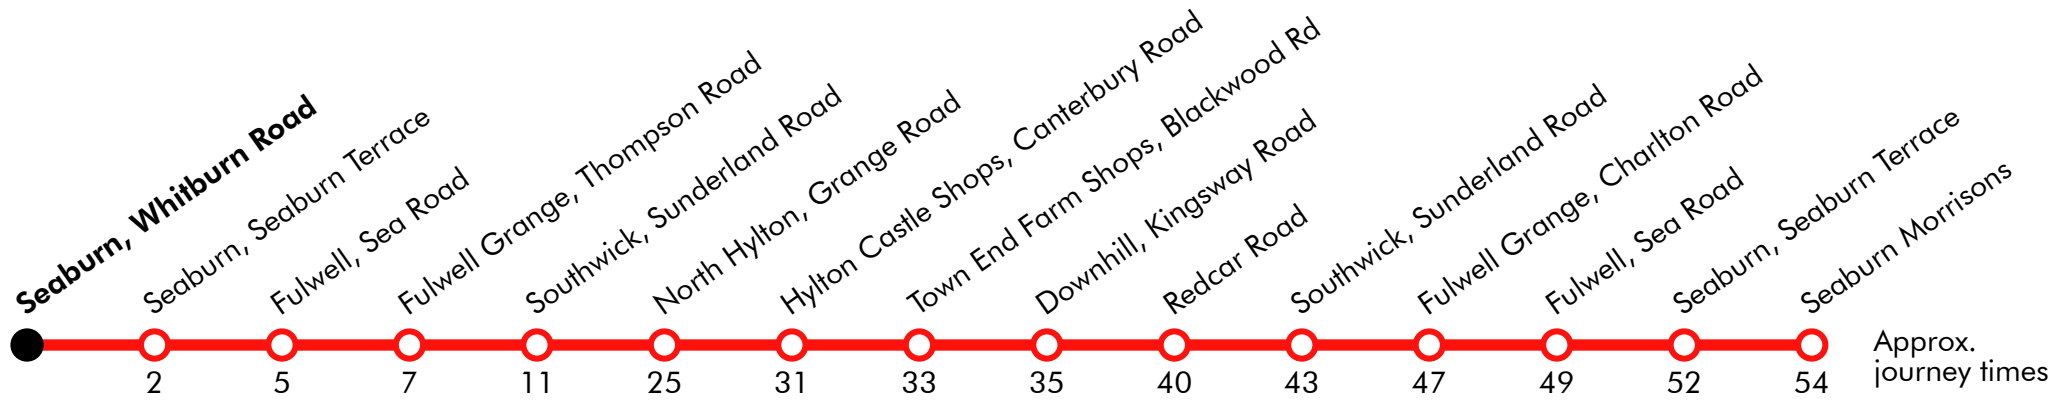 Seaburn, Whitburn Road
Seaburn, Seaburn Terrace
Fulwell, Sea Road
Fulwell Grange, Thompson Road
Southwick, Sunderland Road
North Hylton, Grange Road
Hylton Castle Shops, Canterbury Road
Town End Farm Shops, Blackwood Rd
Downhill, Kingsway Road
Redcar Road
Southwick, Sunderland Road
Fulwell Grange, Charlton Road
Fulwell, Sea Road
Seaburn, Seaburn Terrace
Seaburn Morrisons
Approx.
journey times
2 5 7 11 25 31 33 35 40 43 47 49 52 54